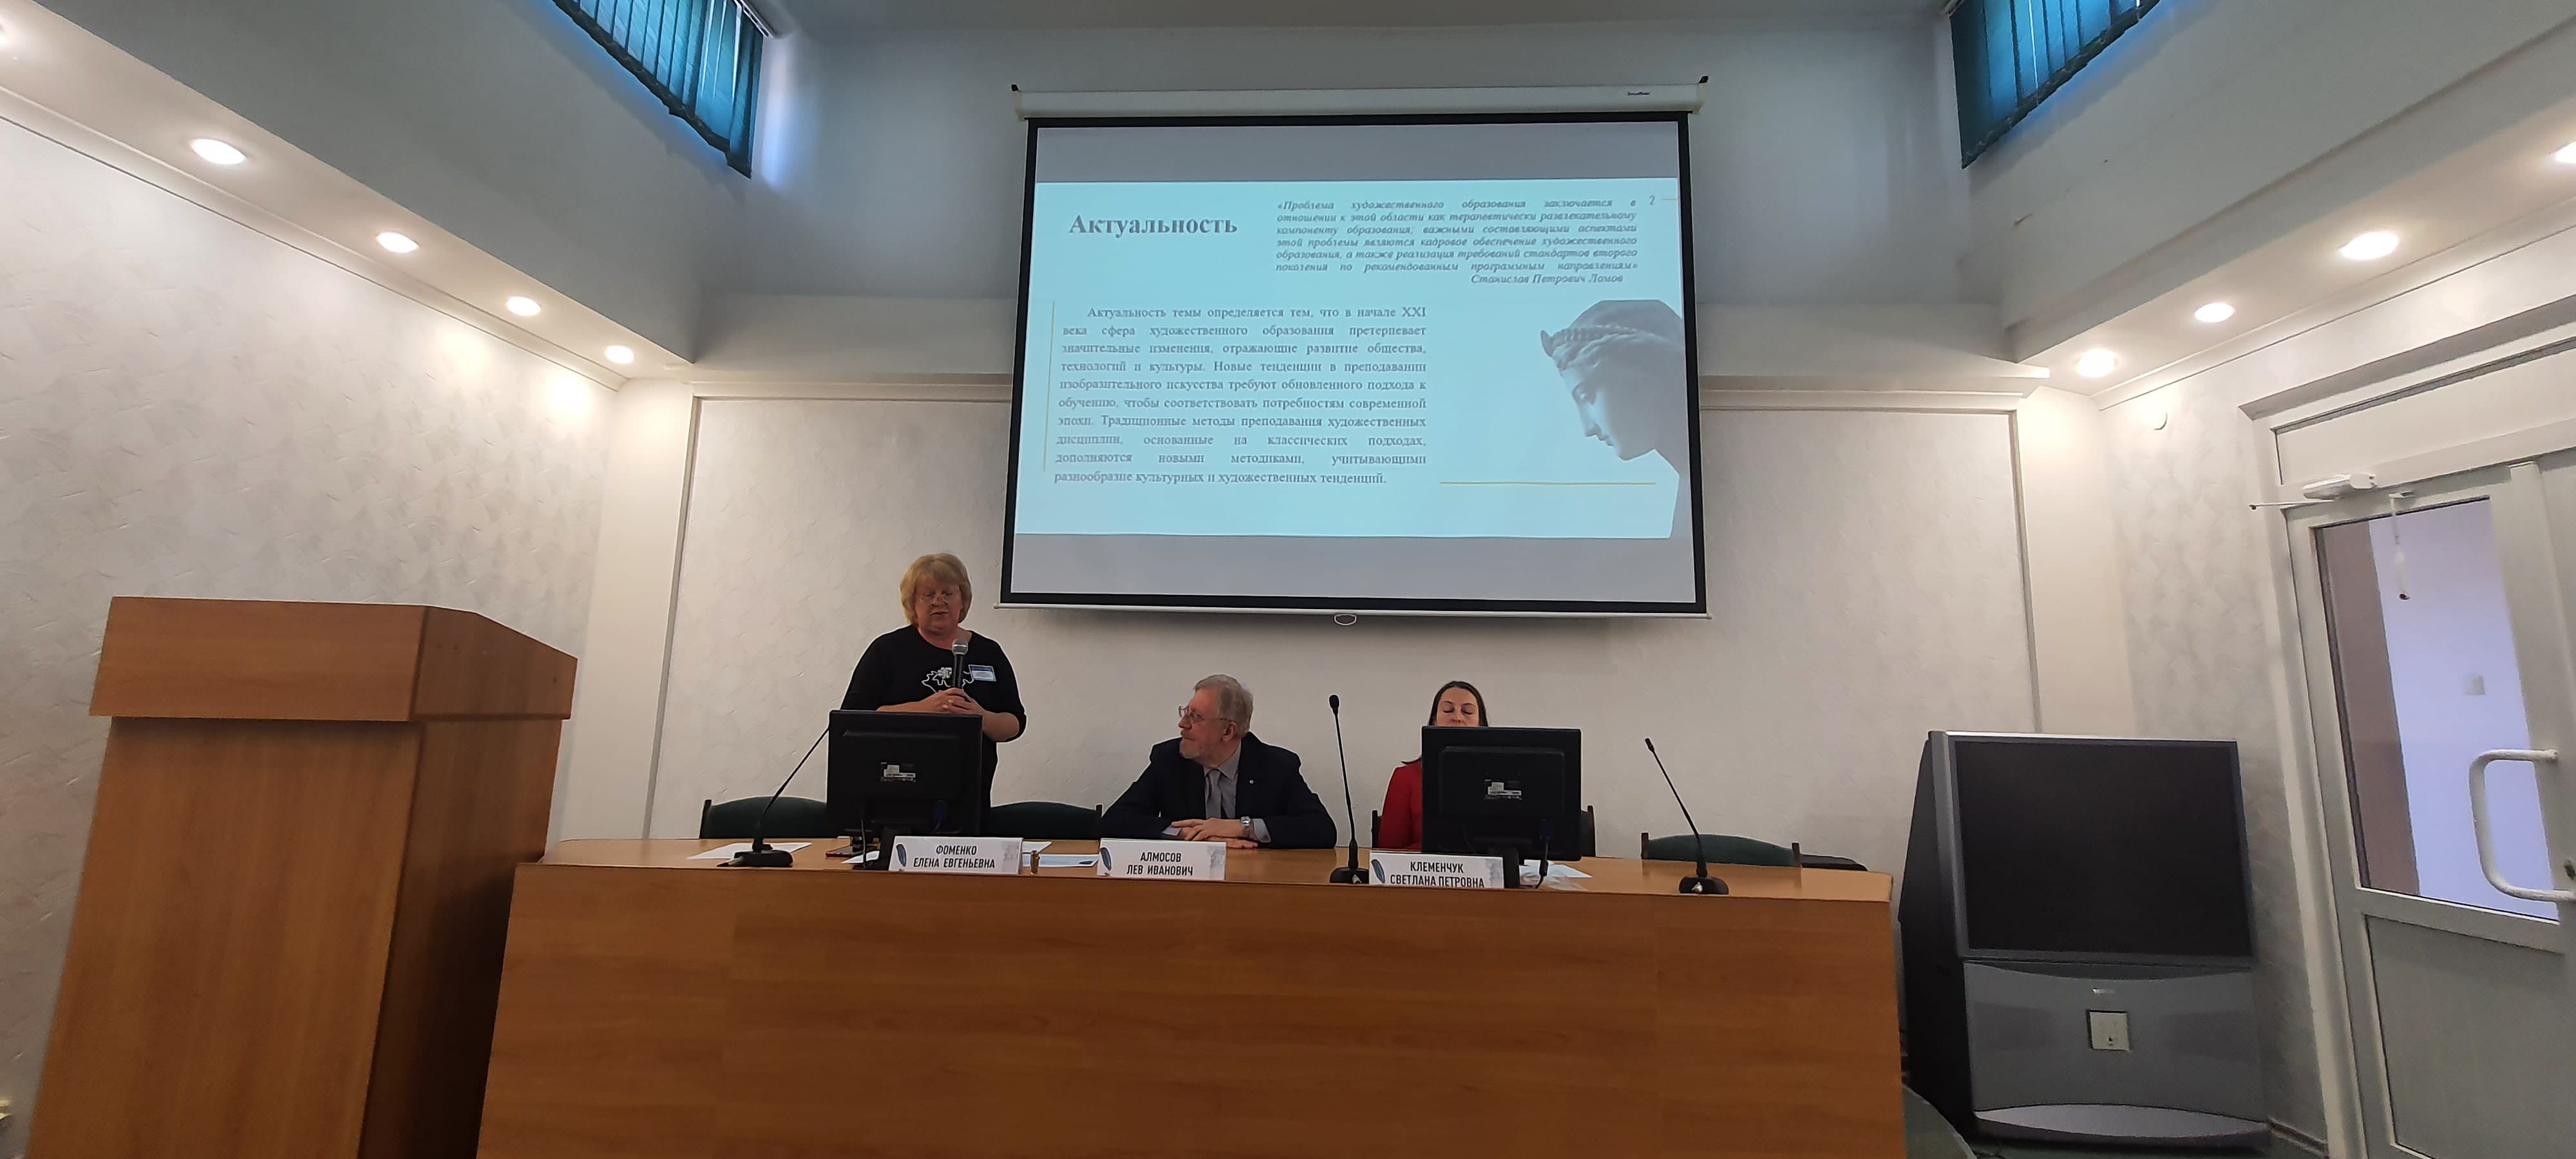 Актуальность
«Проблема художественного образования заключается в
отношении к этой области как терапевтически развлекательному
компоненту образования; важными составляющими аспектами
этой проблемы являются кадровое обеспечение художественного
образования, а также реализация требований стандартов второго
поколения по рекомендованным программным направлениям»
Станислав Петрович Ломов
2
Актуальность темы определяется тем, что в начале XXI
века сфера художественного образования претерпевает
значительные изменения, отражающие развитие общества,
технологий и культуры. Новые тенденции в преподавании
изобразительного искусства требуют обновленного подхода к
обучению, чтобы соответствовать потребностям современной
эпохи. Традиционные методы преподавания художественных
дисциплин, основанные на классических подходах,
дополняются новыми методиками, учитывающими
разнообразие культурных и художественных тенденций.
ФОМЕНКО
ЕЛЕНА ЕВГЕНЬЕВНА
АЛМОСОВ
ЛЕВ ИВАНОВИЧ
КЛЕМЕНЧУК
СВЕТЛАНА ПЕТРОВНА